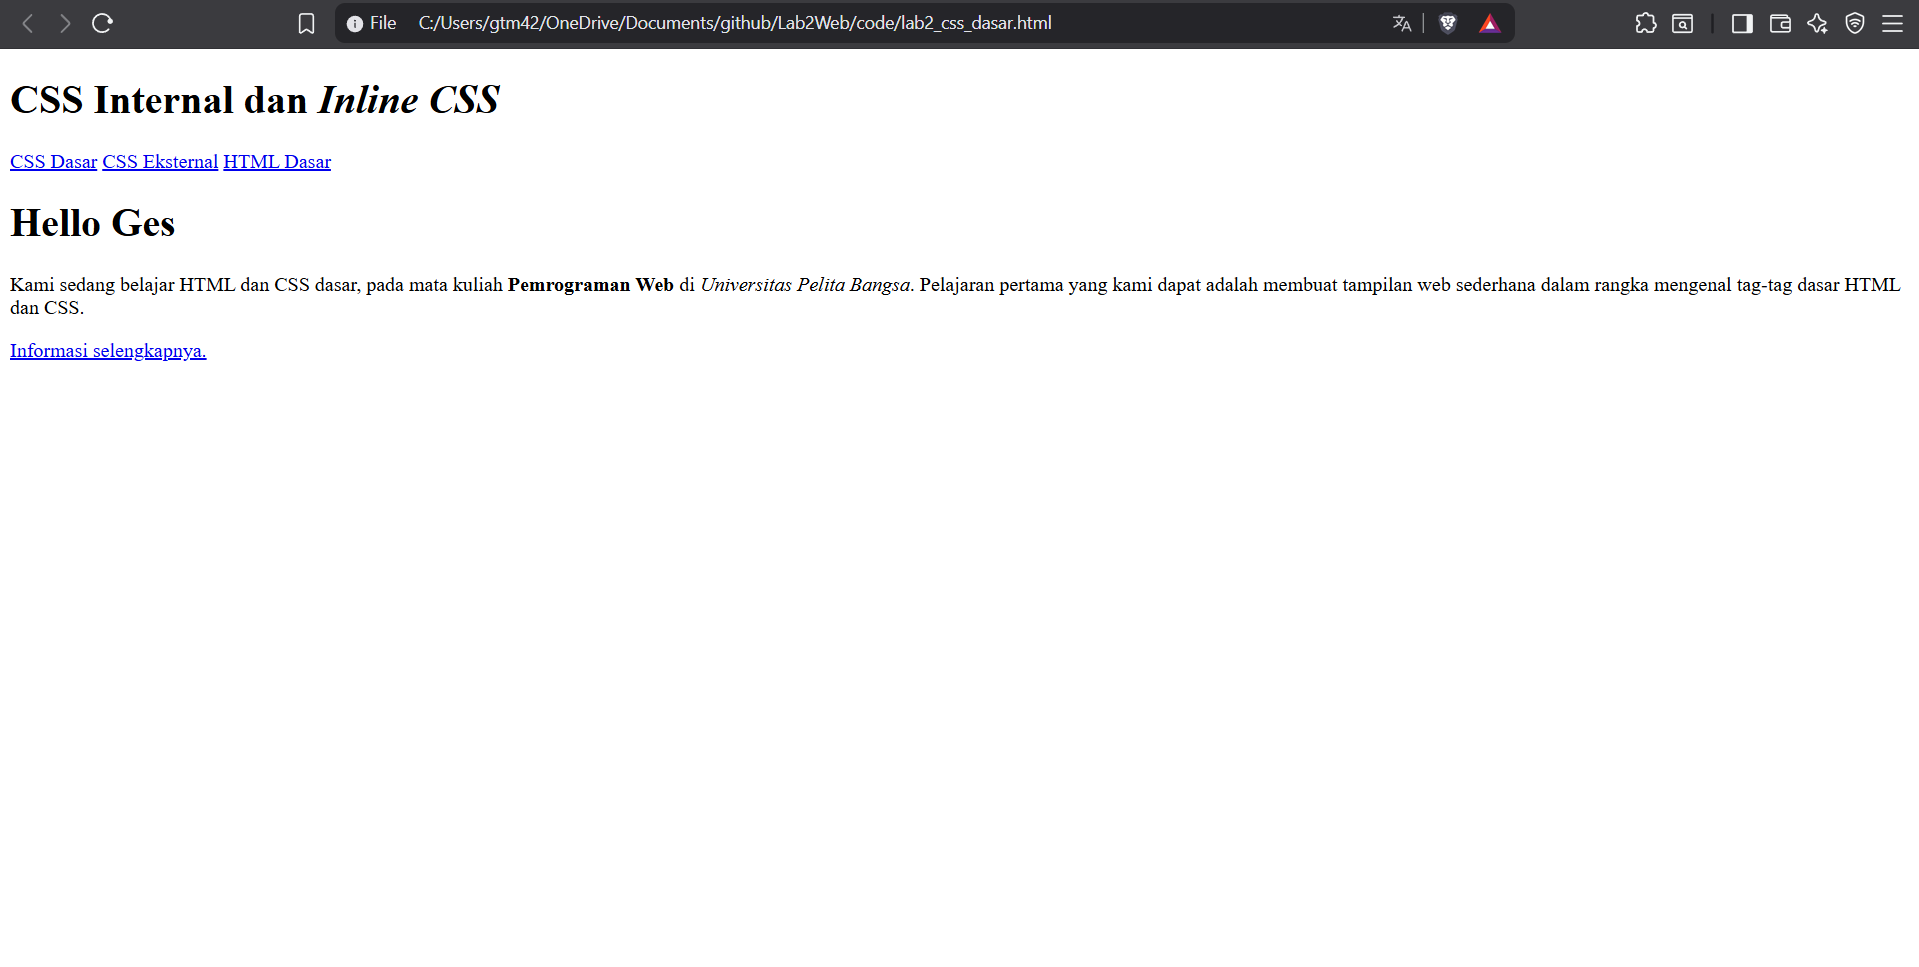 File C:/Users/gtm42/OneDrive/Documents/github/Lab2Web/code/lab2_css_dasar.html
CSS Internal dan Inline CSS
CSS Dasar CSS Eksternal HTML Dasar
Hello Ges
Kami sedang belajar HTML dan CSS dasar, pada mata kuliah Pemrograman Web di Universitas Pelita Bangsa. Pelajaran pertama yang kami dapat adalah membuat tampilan web sederhana dalam rangka mengenal tag-tag dasar HTML
dan CSS.
Informasi selengkapnya.